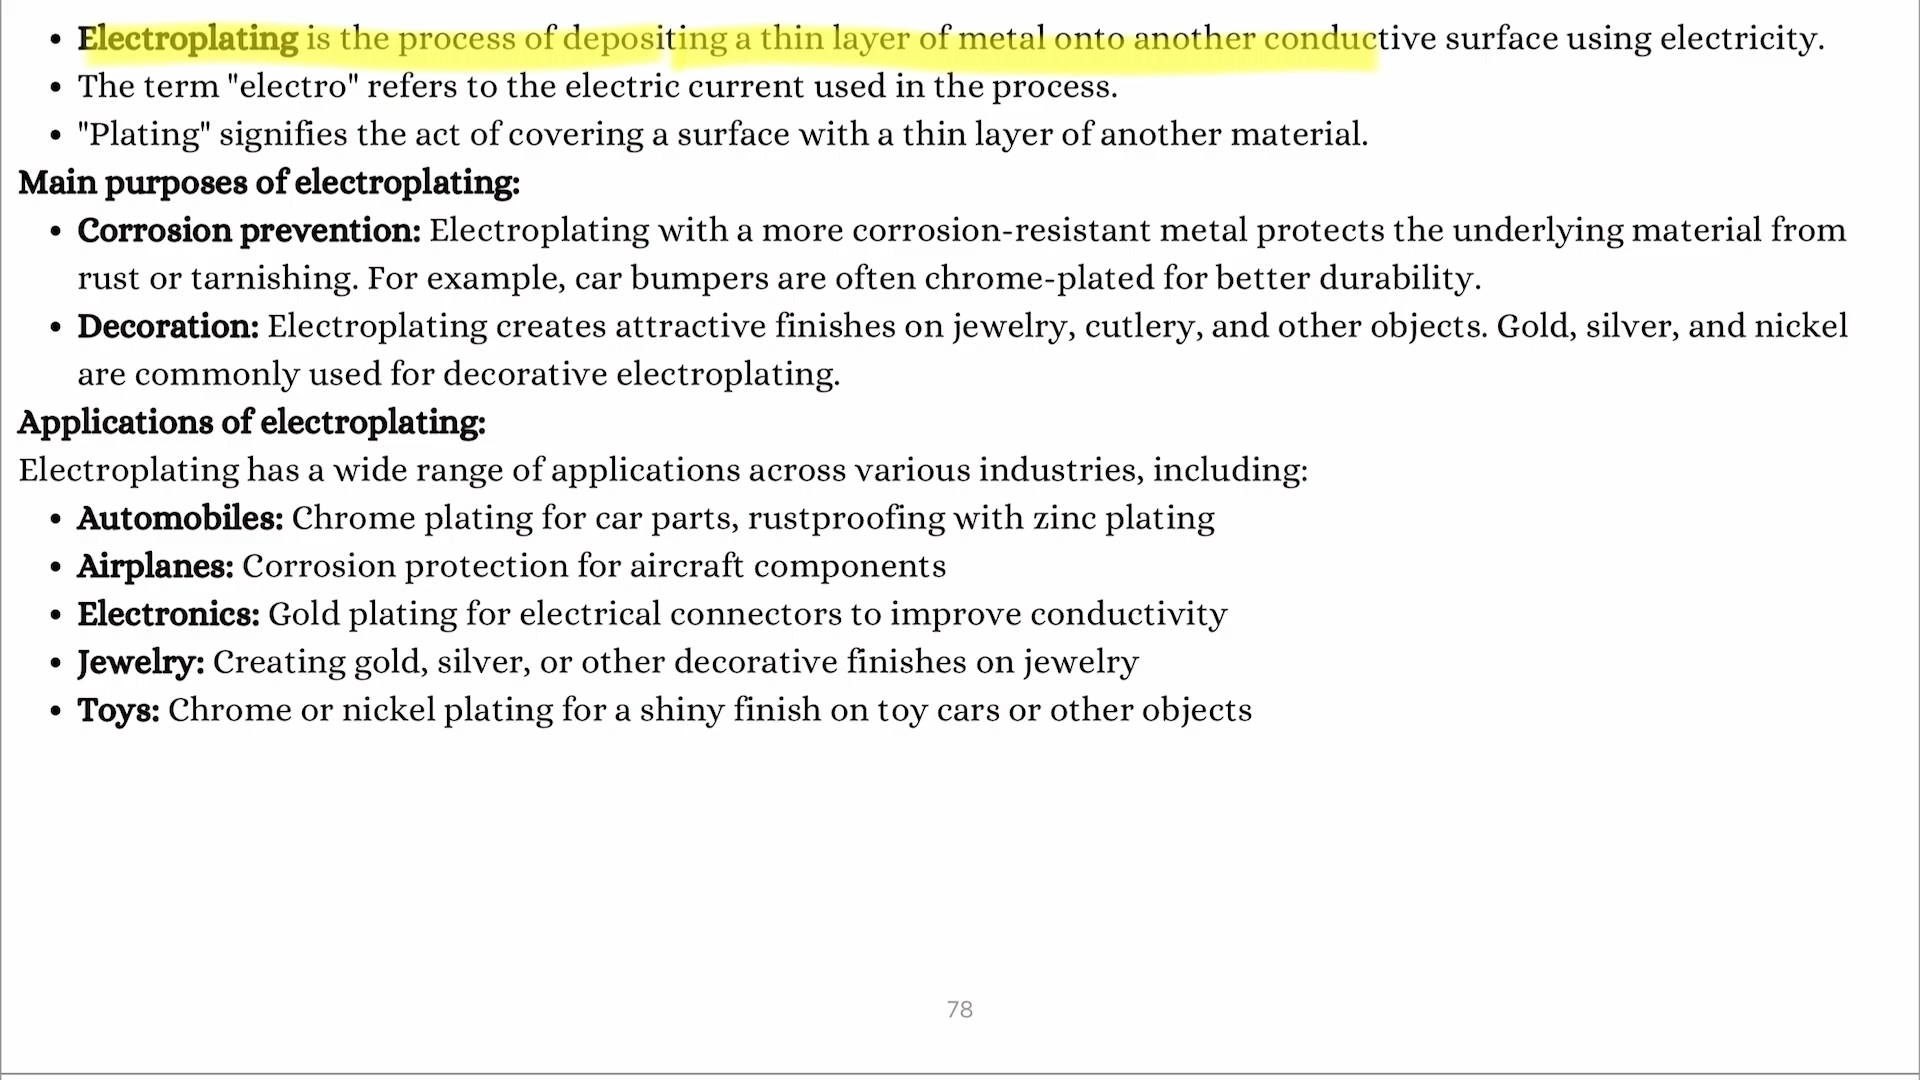 • Electroplating is the process of depositing a thin layer of metal onto another conductive surface using electricity.
• The term "electro" refers to the electric current used in the process.
• "Plating" signifies the act of covering a surface with a thin layer of another material.
Main purposes of electroplating:
• Corrosion prevention: Electroplating with a more corrosion-resistant metal protects the underlying material from
rust or tarnishing. For example, car bumpers are often chrome-plated for better durability.
• Decoration: Electroplating creates attractive finishes on jewelry, cutlery, and other objects. Gold, silver, and nickel
are commonly used for decorative electroplating.
Applications of electroplating:
Electroplating has a wide range of applications across various industries, including:
• Automobiles: Chrome plating for car parts, rustproofing with zinc plating
• Airplanes: Corrosion protection for aircraft components
• Electronics: Gold plating for electrical connectors to improve conductivity
• Jewelry: Creating gold, silver, or other decorative finishes on jewelry
• Toys: Chrome or nickel plating for a shiny finish on toy cars or other objects
78